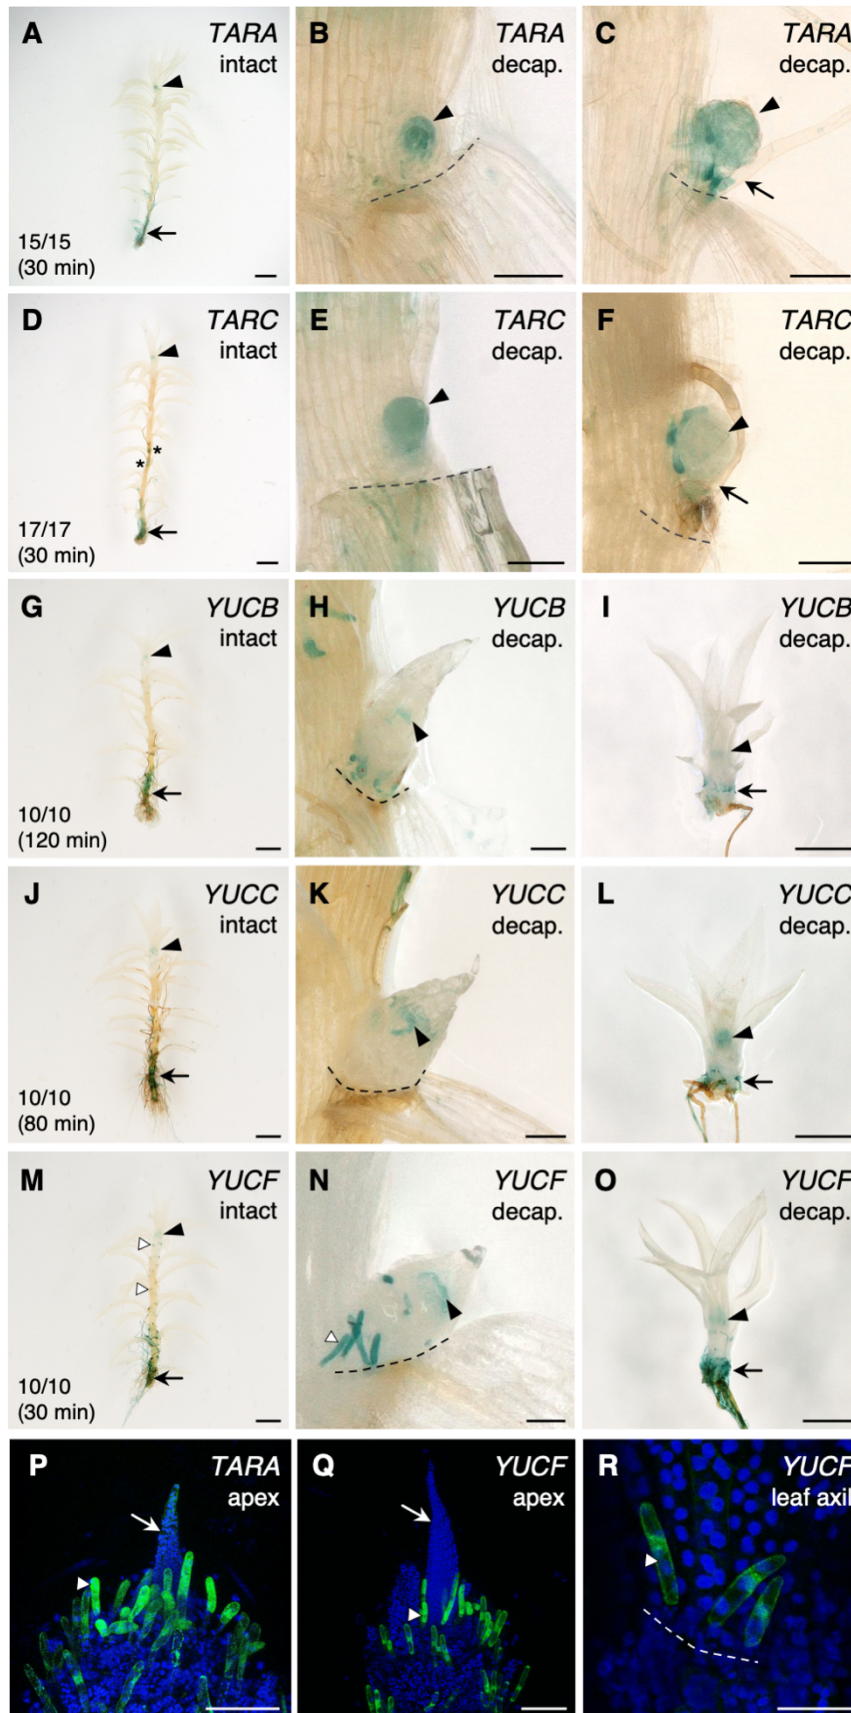 A TARA
intact
15/15
(30 min)
B TARA
decap.
C TARA
decap.
D TARC
intact
*
*
17/17
(30 min)
E TARC
decap.
F TARC
decap.
G YUCB
intact
10/10
(120 min)
H YUCB
decap.
I YUCB
decap.
J YUCC
intact
10/10
(80 min)
K YUCC
decap.
L YUCC
decap.
M YUCF
intact
10/10
(30 min)
N YUCF
decap.
O YUCF
decap.
P TARA
apex
Q YUCF
apex
R YUCF
leaf axil